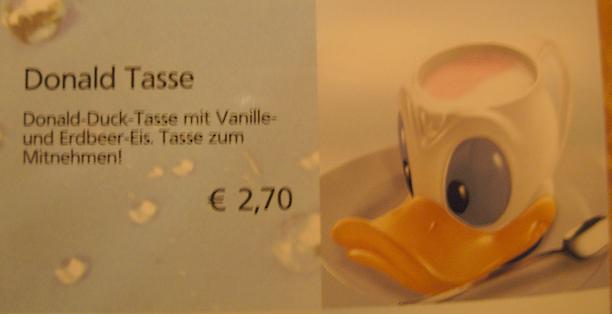 Donald Tasse
Donald-Duck-Tasse mit Vanille-
und Erdbeer-Eis. Tasse zum
Mitnehmen!
€ 2,70